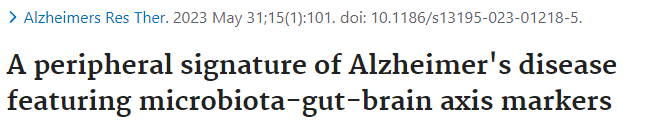 Alzheimers Res Ther. 2023 May 31;15(1):101. doi: 10.1186/s13195-023-01218-5.
A peripheral signature of Alzheimer's disease
featuring microbiota-gut-brain axis markers